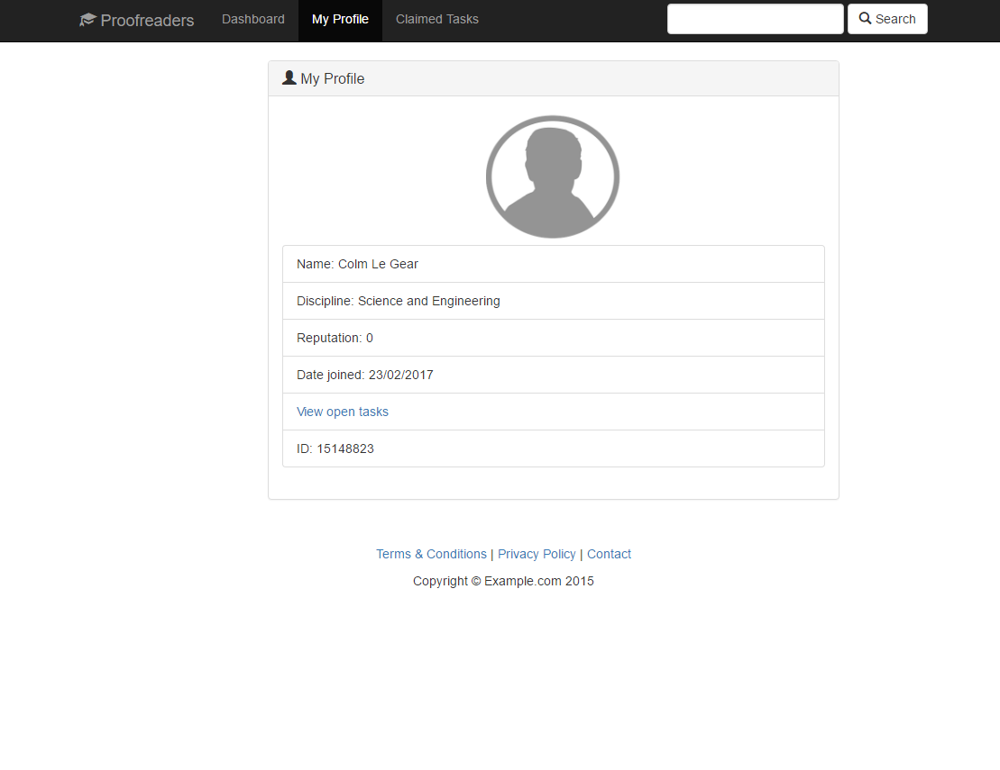 Proofreaders Dashboard My Profile Claimed Tasks Search
My Profile
Name: Colm Le Gear
Discipline: Science and Engineering
Reputation: 0
Date joined: 23/02/2017
View open tasks
ID: 15148823
Terms & Conditions | Privacy Policy | Contact
Copyright © Example.com 2015